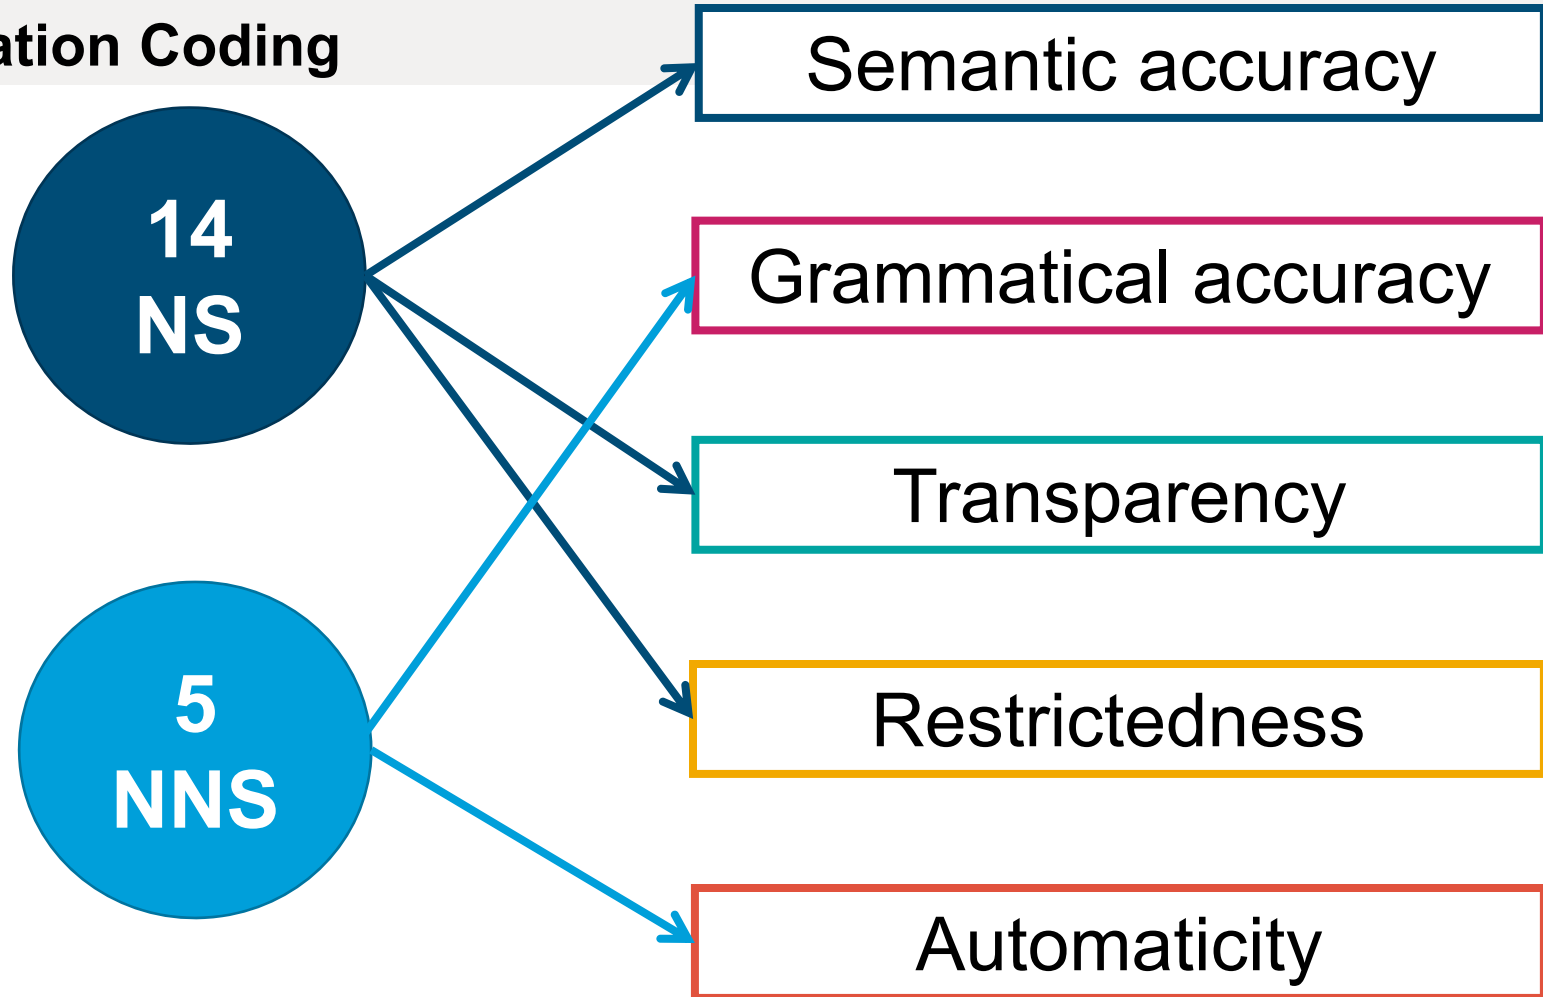 ation Coding
Semantic accuracy
14
NS
Grammatical accuracy
Transparency
5
NNS
Restrictedness
Automaticity